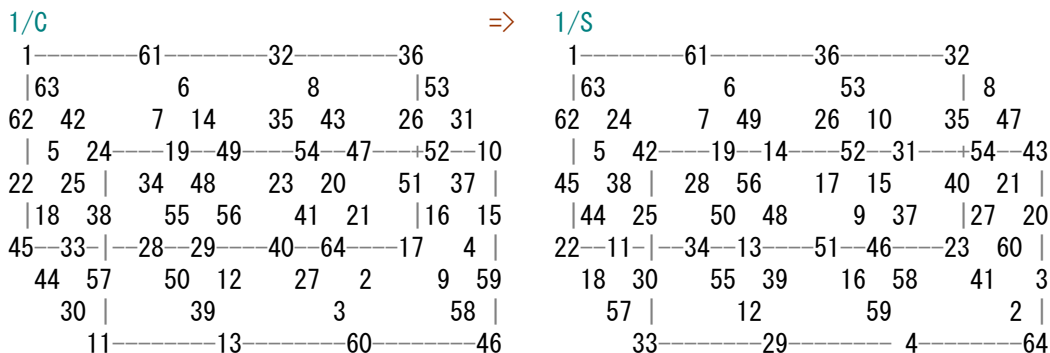 1/C => 1/S
1--------61--------32--------36 1--------61--------36--------32
|63 6 8 |53 |63 6 53 | 8
62 42 7 14 35 43 26 31 62 24 7 49 26 10 35 47
| 5 24----19--49----54--47---+52--10 | 5 42----19--14----52--31---+54--43
22 25 | 34 48 23 20 51 37 | 45 38 | 28 56 17 15 40 21 |
|18 38 55 56 41 21 |16 15 |44 25 50 48 9 37 |27 20
45--33-|--28--29----40--64----17 4 | 22--11-|--34--13----51--46----23 60 |
44 57 50 12 27 2 9 59 18 30 55 39 16 58 41 3
30 | 39 3 58 | 57 | 12 59 2 |
11--------13--------60--------46 33--------29-------- 4--------64